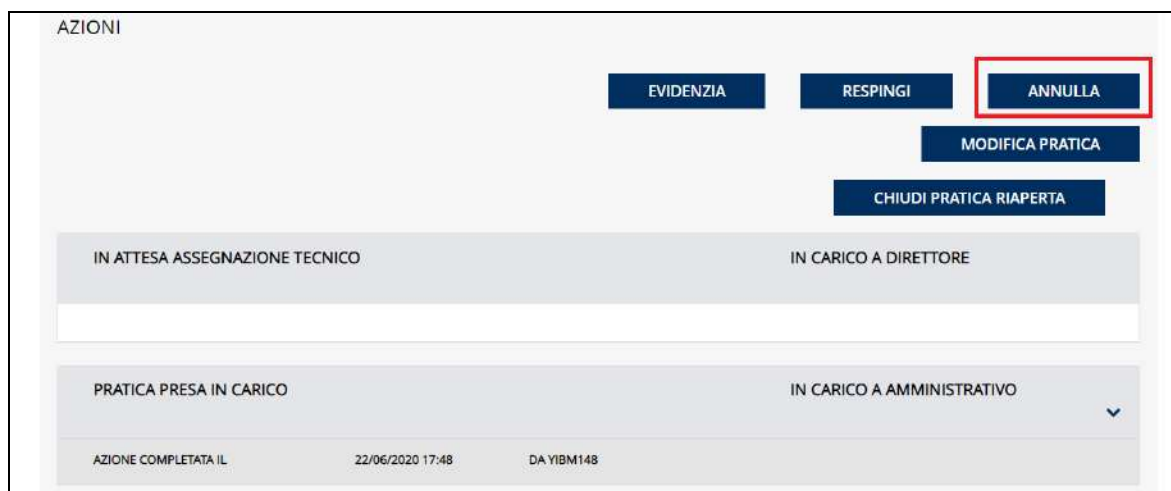 AZIONI
EVIDENZIA RESPINGI ANNULLA
MODIFICA PRATICA
CHIUDI PRATICA RIAPERTA
IN ATTESA ASSEGNAZIONE TECNICO IN CARICO A DIRETTORE
PRATICA PRESA IN CARICO IN CARICO A AMMINISTRATIVO
AZIONE COMPLETATA IL 22/06/2020 17:48 DA YIBM148